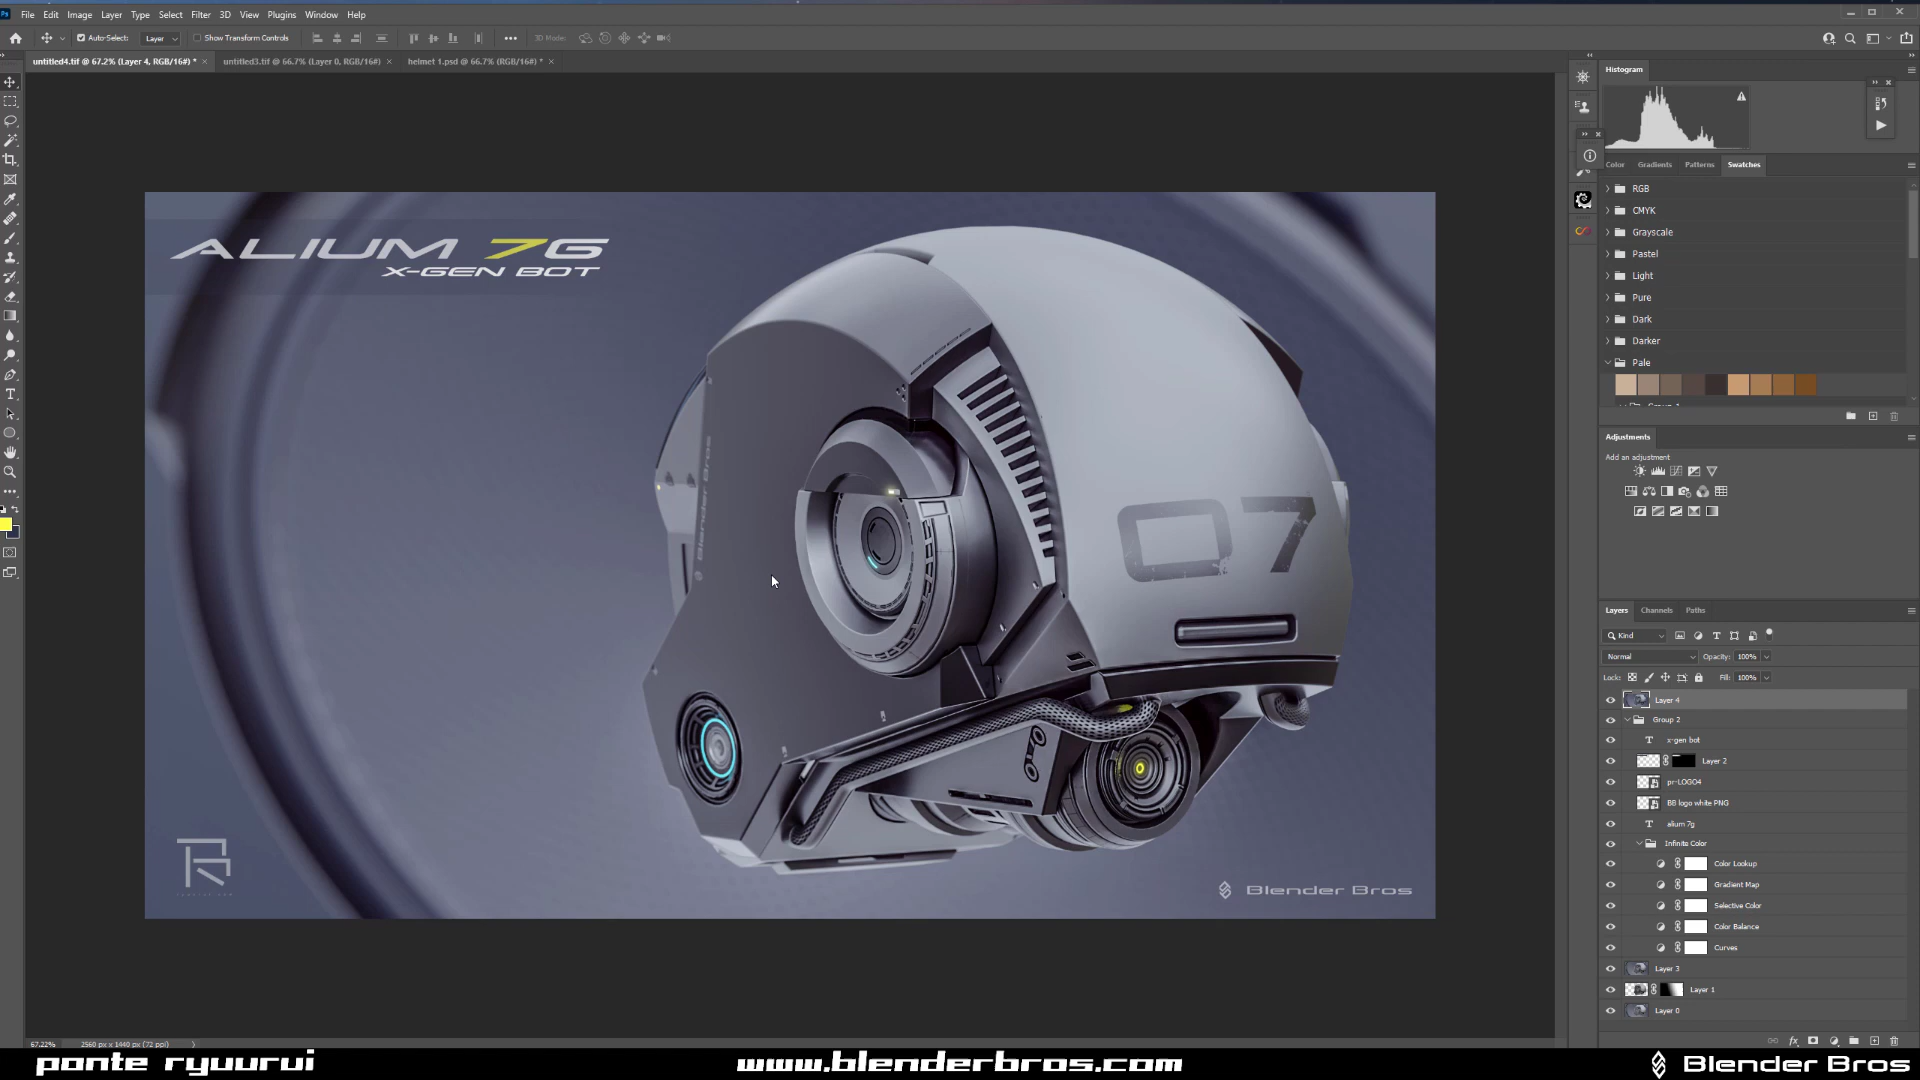 File Edit Image Layer Type Select Filter 3D View Plugins Window Help
Auto-Select: Layer Show Transform Controls 3D Mode:
untitled4.tif @ 67.2% (Layer 4, RGB/16#) * untitled3.tif @ 66.7% (Layer 0, RGB/16#) helmet 1.psd @ 66.7% (RGB/16#) *
ALIUM 7G
X-GEN BOT
Blender Bros
07
Blender Bros
67.22% 2560 px x 1440 px (72 ppi)
Histogram
Color Gradients Patterns Swatches
RGB
CMYK
Grayscale
Pastel
Light
Pure
Dark
Darker
Pale
Adjustments
Add an adjustment
Layers Channels Paths
Kind
Normal Opacity: 100%
Lock: Fill: 100%
Layer 4
Group 2
x-gen bot
Layer 2
pr-LOGO4
BB logo white PNG
alium 7g
Infinite Color
Color Lookup
Gradient Map
Selective Color
Color Balance
Curves
Layer 3
Layer 1
Layer 0
ponte ryuurui www.blenderbros.com Blender Bros